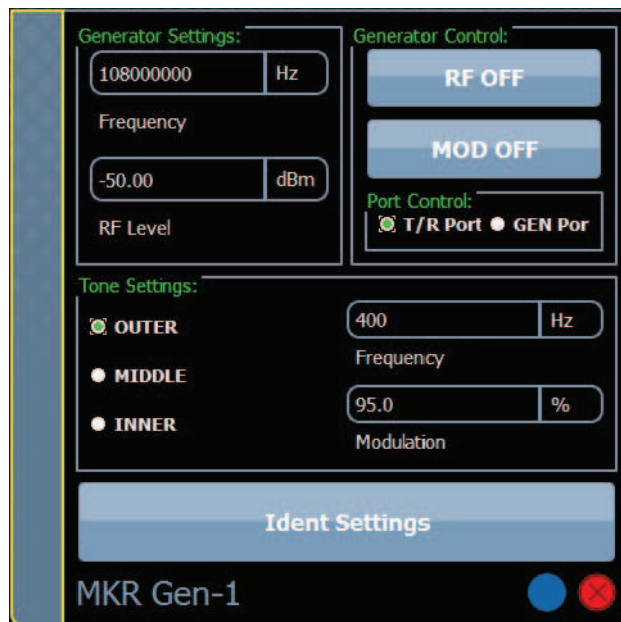 Generator Settings:
108000000 Hz
Frequency
-50.00 dBm
RF Level
Generator Control:
RF OFF
MOD OFF
Port Control:
T/R Port GEN Por
Tone Settings:
OUTER
MIDDLE
INNER
400 Hz
Frequency
95.0 %
Modulation
Ident Settings
MKR Gen-1